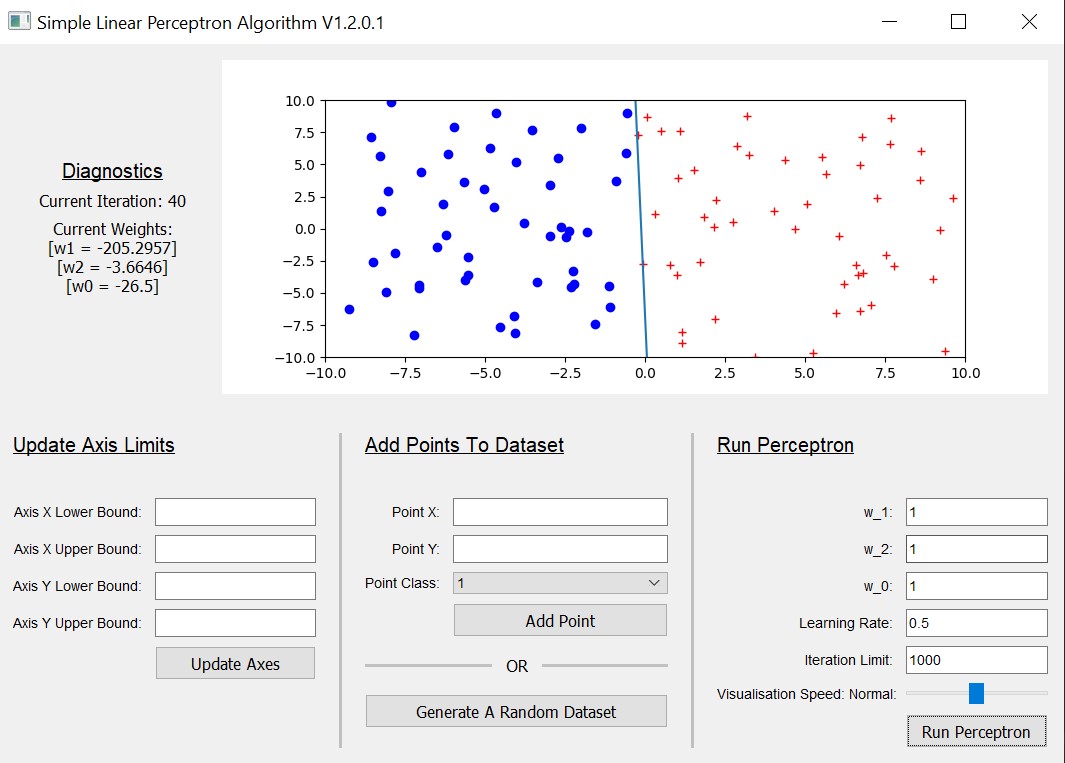 Simple Linear Perceptron Algorithm V1.2.0.1
Diagnostics
Current Iteration: 40
Current Weights:
[w1 = -205.2957]
[w2 = -3.6646]
[w0 = -26.5]
10.0
7.5
5.0
2.5
0.0
−2.5
−5.0
−7.5
−10.0
−10.0 −7.5 −5.0 −2.5 0.0 2.5 5.0 7.5 10.0
Update Axis Limits
Axis X Lower Bound:
Axis X Upper Bound:
Axis Y Lower Bound:
Axis Y Upper Bound:
Update Axes
Add Points To Dataset
Point X:
Point Y:
Point Class: 1
Add Point
OR
Generate A Random Dataset
Run Perceptron
w_1: 1
w_2: 1
w_0: 1
Learning Rate: 0.5
Iteration Limit: 1000
Visualisation Speed: Normal:
Run Perceptron